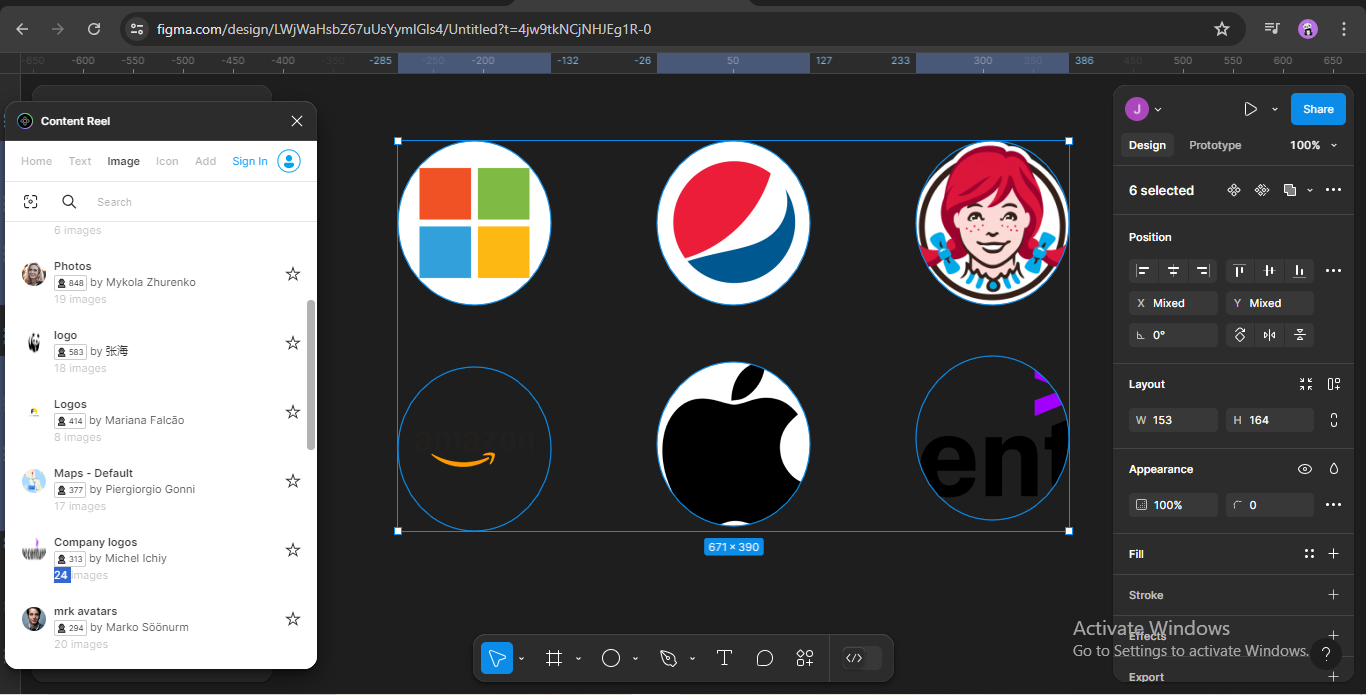 figma.com/design/LWjWaHsbZ67uUsYymIGIs4/Untitled?t=4jw9tkNCjNHJEg1R-0
-650 -600 -550 -500 -450 -400 -350 -285 -250 -200 -132 -26 50 127 233 300 386 450 500 550 600 650
Content Reel
Home Text Image Icon Add Sign In
Search
6 images
Photos
848 by Mykola Zhurenko
19 images
logo
583 by 张海
18 images
Logos
414 by Mariana Falcão
8 images
Maps - Default
377 by Piergiorgio Gonni
17 images
Company logos
313 by Michel Ichiy
24 images
mrk avatars
294 by Marko Söönurm
20 images
amazon
ent
671 × 390
J
Share
Design Prototype 100%
6 selected
Position
X Mixed Y Mixed
0°
Layout
W 153 H 164
Appearance
100% 0
Fill
Stroke
Effects
Export
Activate Windows
Go to Settings to activate Windows.
?